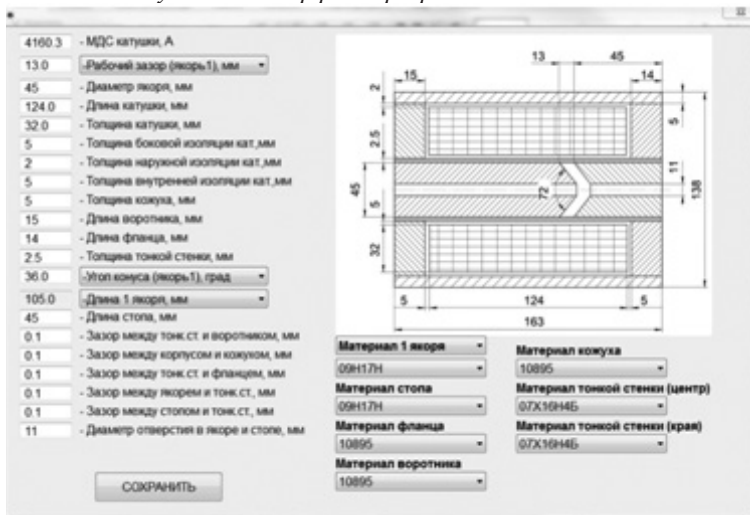 4160.3 - МДС катушки, А
13.0 -Рабочий зазор (якорь1), мм
45 - Диаметр якоря, мм
124.0 - Длина катушки, мм
32.0 - Толщина катушки, мм
5 - Толщина боковой изоляции кат,мм
2 - Толщина наружной изоляции кат,мм
5 - Толщина внутренней изоляции кат,мм
5 - Толщина кожуха, мм
15 - Длина воротника, мм
14 - Длина фланца, мм
2.5 - Толщина тонкой стенки, мм
36.0 -Угол конуса (якорь1), град
105.0 -Длина 1 якоря, мм
45 - Длина стопа, мм
0.1 - Зазор между тонк.ст. и воротником, мм
0.1 - Зазор между корпусом и кожухом, мм
0.1 - Зазор между тонк.ст. и фланцем, мм
0.1 - Зазор между якорем и тонк.ст., мм
0.1 - Зазор между стопом и тонк.ст., мм
11 - Диаметр отверстия в якоре и стопе, мм
СОХРАНИТЬ
13 45
15 14
2
5
2.5
11
45
72
138
5
32
5 124 5
163
Материал 1 якоря
09Н17Н
Материал стопа
09Н17Н
Материал фланца
10895
Материал воротника
10895
Материал кожуха
10895
Материал тонкой стенки (центр)
07Х16Н4Б
Материал тонкой стенки (края)
07Х16Н4Б